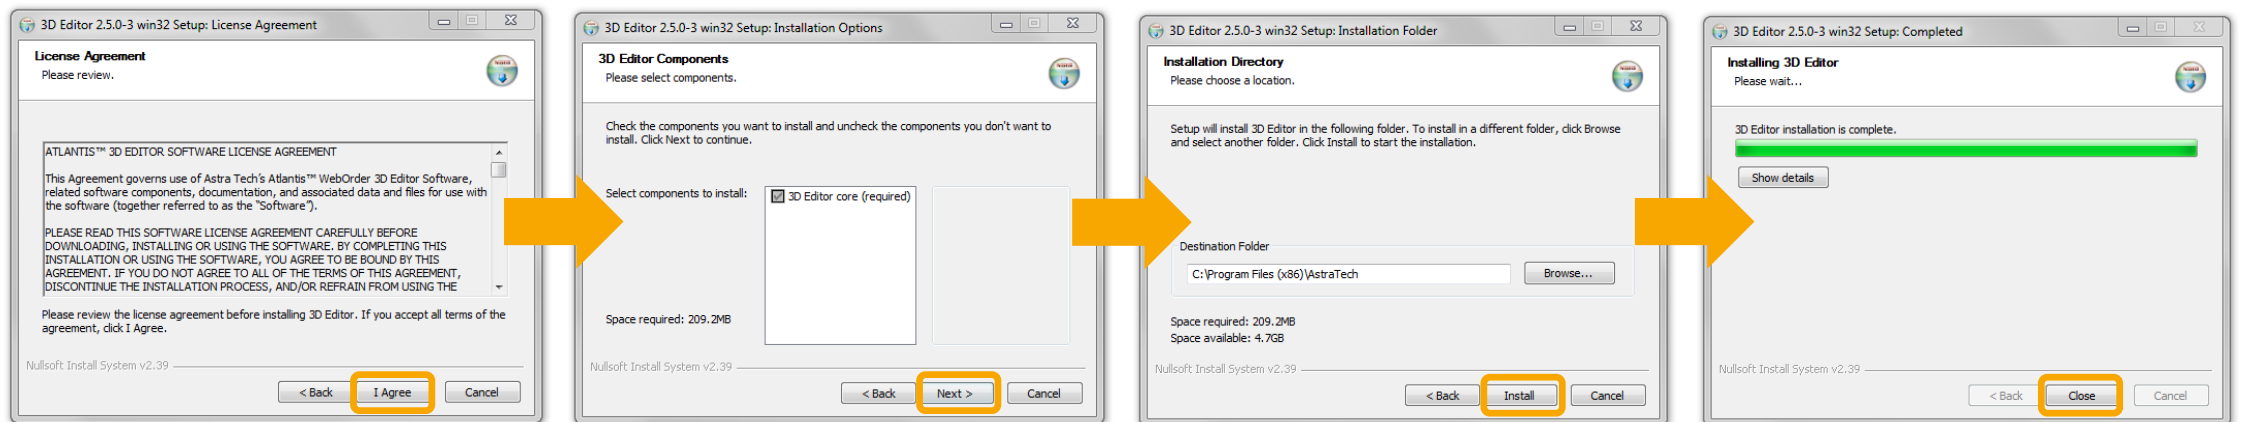 3D Editor 2.5.0-3 win32 Setup: License Agreement
License Agreement
Please review.
ATLANTIS™ 3D EDITOR SOFTWARE LICENSE AGREEMENT
This Agreement governs use of Astra Tech's Atlantis™ WebOrder 3D Editor Software,
related software components, documentation, and associated data and files for use with
the software (together referred to as the "Software").
PLEASE READ THIS SOFTWARE LICENSE AGREEMENT CAREFULLY BEFORE
DOWNLOADING, INSTALLING OR USING THE SOFTWARE. BY COMPLETING THIS
INSTALLATION OR USING THE SOFTWARE, YOU AGREE TO BE BOUND BY THIS
AGREEMENT. IF YOU DO NOT AGREE TO ALL OF THE TERMS OF THIS AGREEMENT,
DISCONTINUE THE INSTALLATION PROCESS, AND/OR REFRAIN FROM USING THE
Please review the license agreement before installing 3D Editor. If you accept all terms of the
agreement, click I Agree.
Nullsoft Install System v2.39
< Back
I Agree
Cancel
3D Editor 2.5.0-3 win32 Setup: Installation Options
3D Editor Components
Please select components.
Check the components you want to install and uncheck the components you don't want to
install. Click Next to continue.
Select components to install:
3D Editor core (required)
Space required: 209.2MB
Nullsoft Install System v2.39
< Back
Next >
Cancel
3D Editor 2.5.0-3 win32 Setup: Installation Folder
Installation Directory
Please choose a location.
Setup will install 3D Editor in the following folder. To install in a different folder, click Browse
and select another folder. Click Install to start the installation.
Destination Folder
C:\Program Files (x86)\AstraTech
Browse...
Space required: 209.2MB
Space available: 4.7GB
Nullsoft Install System v2.39
< Back
Install
Cancel
3D Editor 2.5.0-3 win32 Setup: Completed
Installing 3D Editor
Please wait...
3D Editor installation is complete.
Show details
Nullsoft Install System v2.39
< Back
Close
Cancel